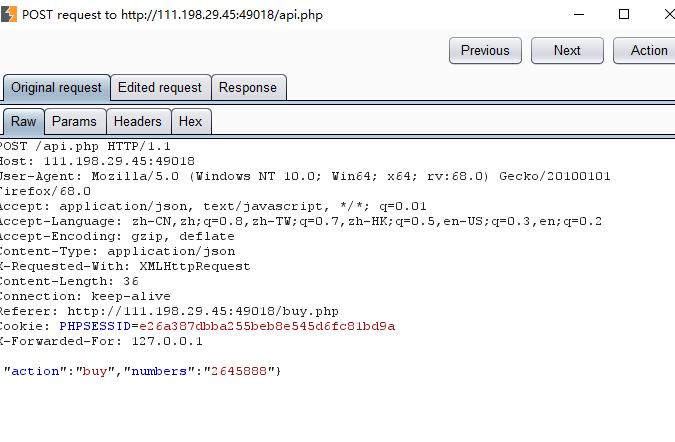 POST request to http://111.198.29.45:49018/api.php
Previous Next Action
Original request Edited request Response
Raw Params Headers Hex
POST /api.php HTTP/1.1
Host: 111.198.29.45:49018
User-Agent: Mozilla/5.0 (Windows NT 10.0; Win64; x64; rv:68.0) Gecko/20100101
Firefox/68.0
Accept: application/json, text/javascript, */*; q=0.01
Accept-Language: zh-CN,zh;q=0.8,zh-TW;q=0.7,zh-HK;q=0.5,en-US;q=0.3,en;q=0.2
Accept-Encoding: gzip, deflate
Content-Type: application/json
X-Requested-With: XMLHttpRequest
Content-Length: 36
Connection: keep-alive
Referer: http://111.198.29.45:49018/buy.php
Cookie: PHPSESSID=e26a387dbba255beb8e545d6fc81bd9a
X-Forwarded-For: 127.0.0.1
"action":"buy","numbers":"2645888"}